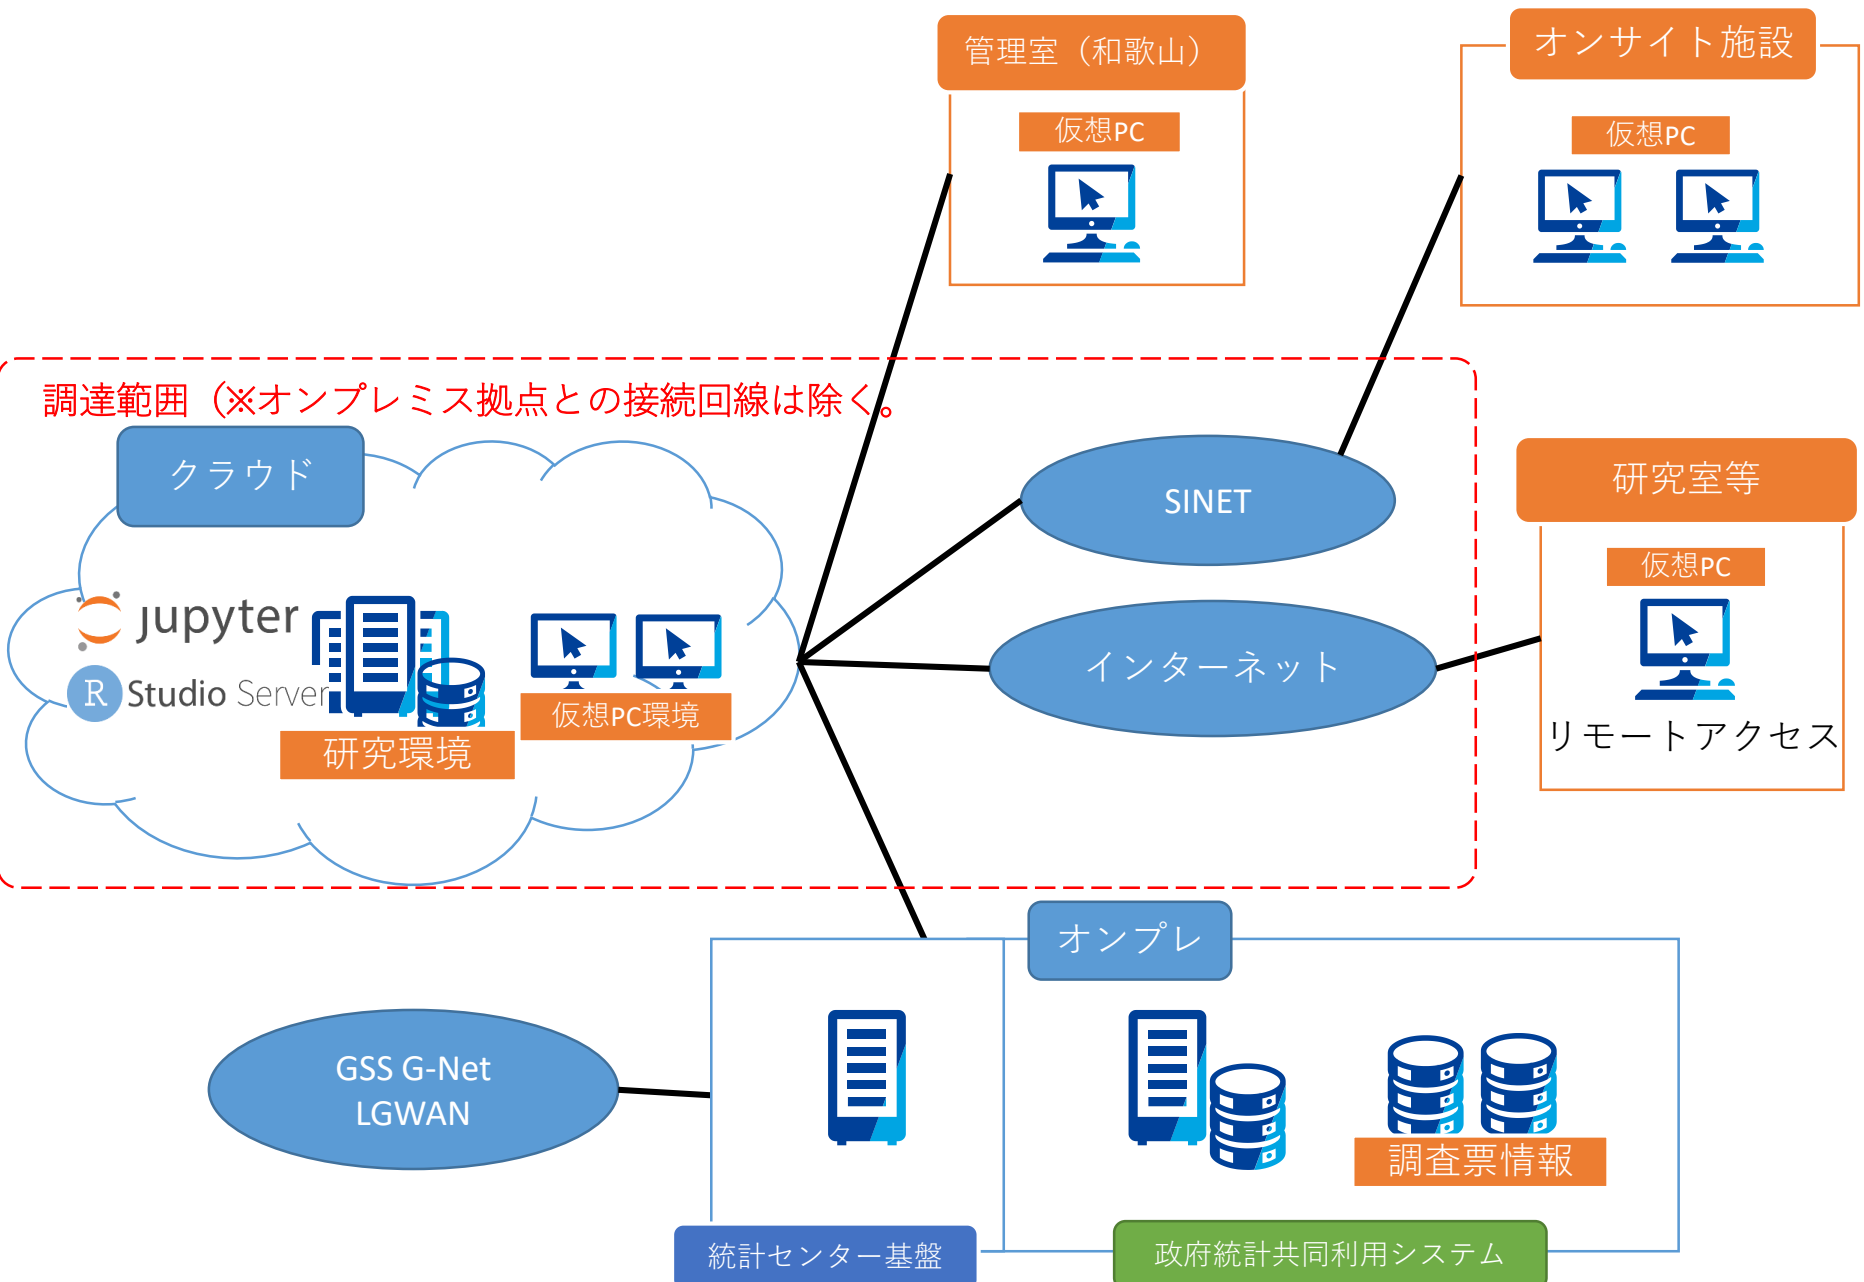 管理室（和歌山）
オンサイト施設
仮想PC
仮想PC
調達範囲（※オンプレミス拠点との接続回線は除く。
クラウド
SINET
研究室等
仮想PC
jupyter
R Studio Server
インターネット
仮想PC環境
研究環境
リモートアクセス
オンプレ
GSS G-Net
LGWAN
調査票情報
統計センター基盤
政府統計共同利用システム